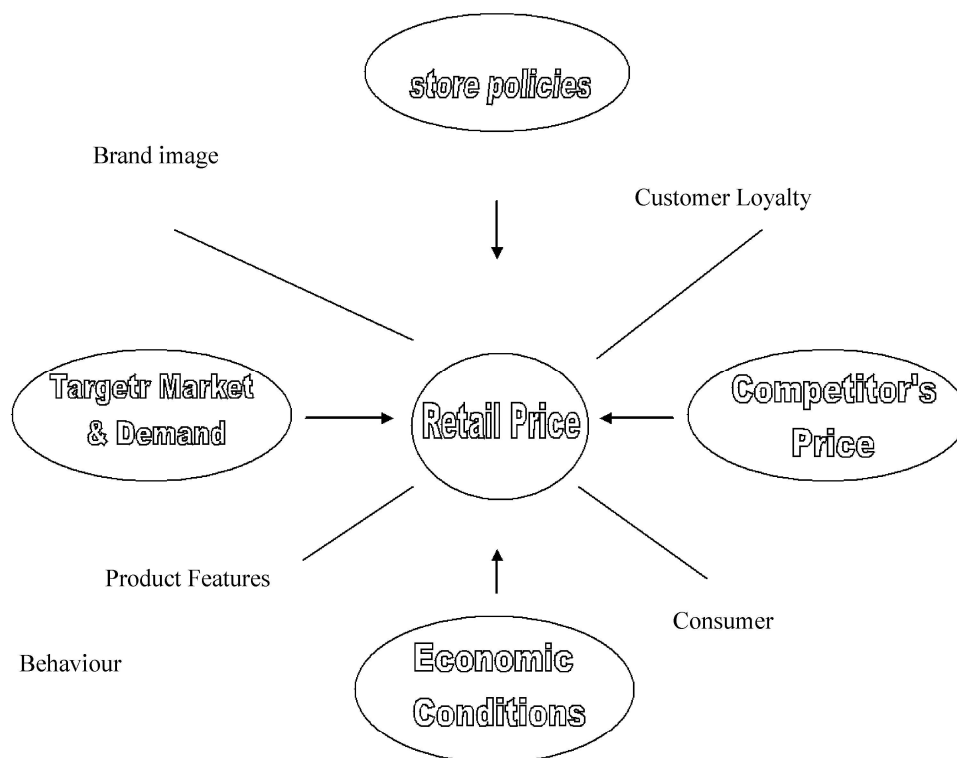 store policies
Brand image
Customer Loyalty
Targetr Market
& Demand
Retail Price
Competitor's
Price
Product Features
Consumer
Behaviour
Economic
Conditions